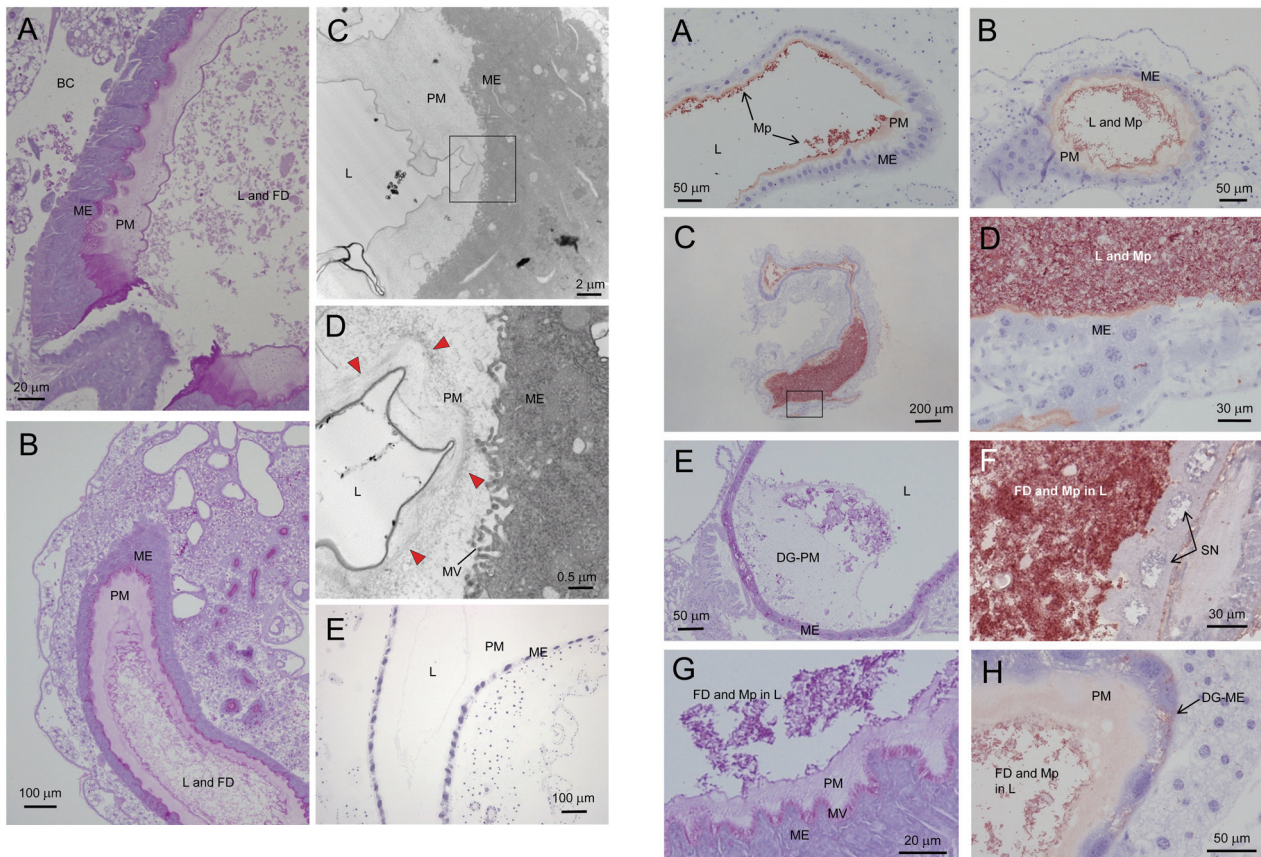 A
BC
L and FD
ME
PM
20 μm
B
ME
PM
L and FD
100 μm
C
ME
PM
L
2 μm
D
PM
ME
L
MV
0.5 μm
E
PM
ME
L
100 μm
A
Mp
PM
L
ME
50 μm
B
ME
L and Mp
PM
50 μm
C
200 μm
D
L and Mp
ME
30 μm
E
L
DG-PM
50 μm
ME
F
FD and Mp in L
SN
30 μm
G
FD and Mp in L
PM
MV
ME
20 μm
H
PM
DG-ME
FD and Mp
in L
50 μm